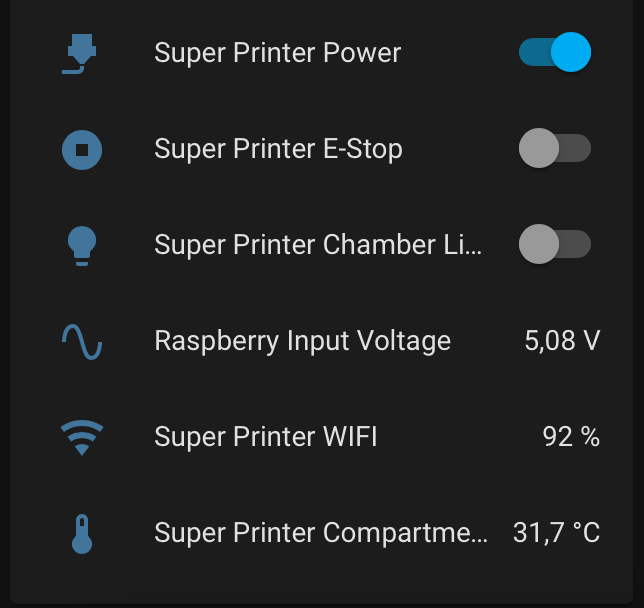 Super Printer Power
Super Printer E-Stop
Super Printer Chamber Li...
Raspberry Input Voltage 5,08 V
Super Printer WIFI 92 %
Super Printer Compartme... 31,7 °C